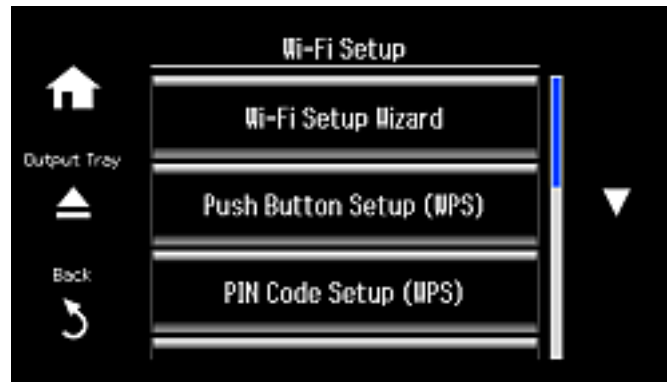 Wi-Fi Setup
Wi-Fi Setup Wizard
Output Tray
Push Button Setup (WPS)
Back
PIN Code Setup (WPS)